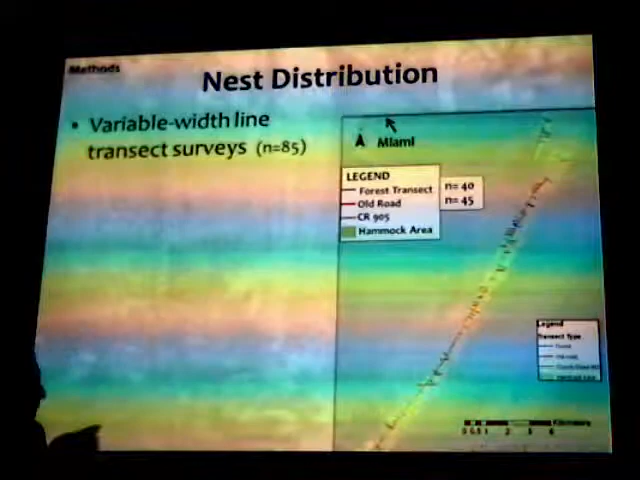 Methods
Nest Distribution
• Variable-width line
transect surveys (n=85)
Miami
LEGEND
Forest Transect n= 40
Old Road n= 45
CR 905
Hammock Area
Legend
Transect Type
Kilometers